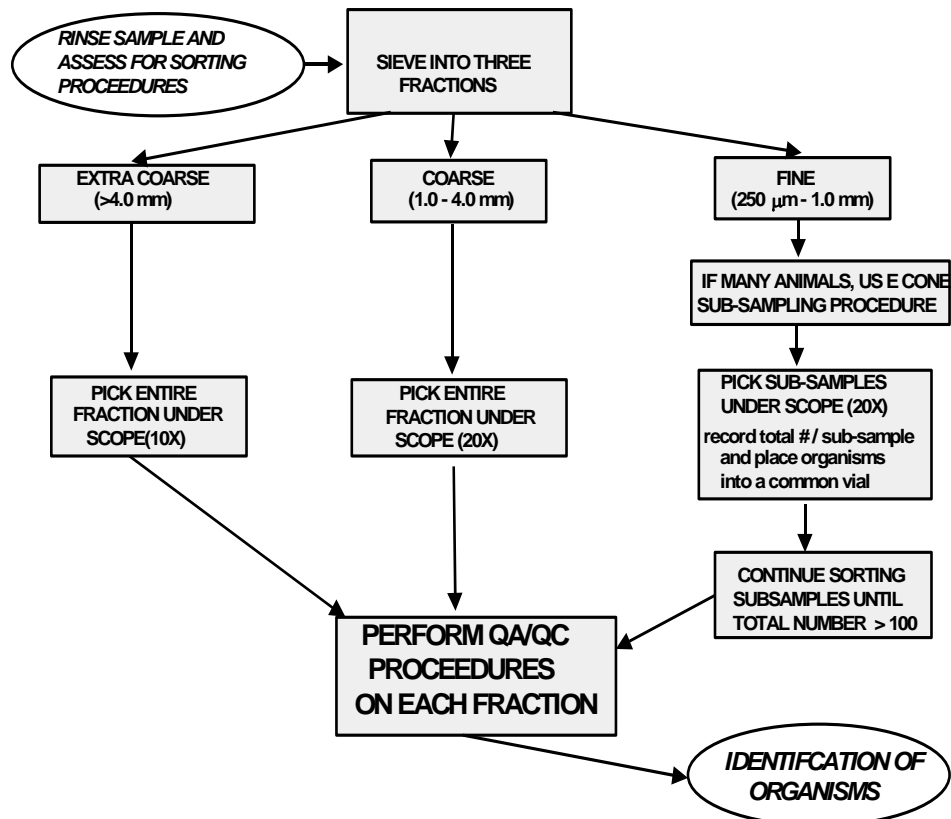 RINSE SAMPLE AND
ASSESS FOR SORTING
PROCEEDURES
SIEVE INTO THREE
FRACTIONS
EXTRA COARSE
(>4.0 mm)
COARSE
(1.0 - 4.0 mm)
FINE
(250 µm - 1.0 mm)
IF MANY ANIMALS, US E CONE
SUB-SAMPLING PROCEDURE
PICK ENTIRE
FRACTION UNDER
SCOPE(10X)
PICK ENTIRE
FRACTION UNDER
SCOPE (20X)
PICK SUB-SAMPLES
UNDER SCOPE (20X)
record total # / sub-sample
and place organisms
into a common vial
CONTINUE SORTING
SUBSAMPLES UNTIL
TOTAL NUMBER > 100
PERFORM QA/QC
PROCEEDURES
ON EACH FRACTION
IDENTIFCATION OF
ORGANISMS